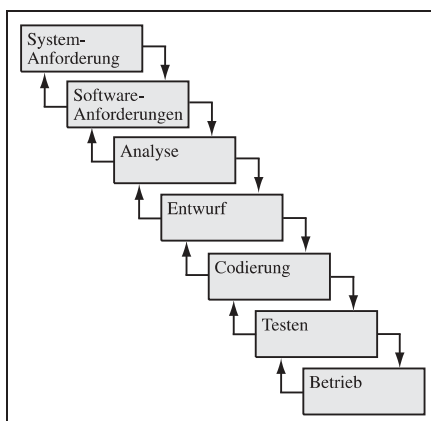 System-
Anforderung
Software-
Anforderungen
Analyse
Entwurf
Codierung
Testen
Betrieb